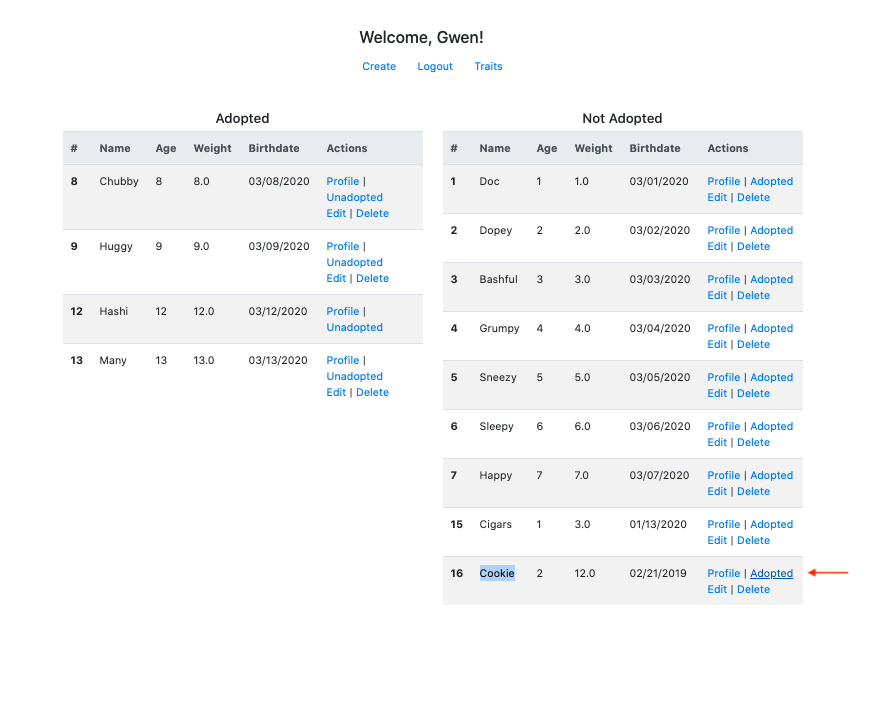 Welcome, Gwen!
Create Logout Traits
Adopted
# Name Age Weight Birthdate Actions
8 Chubby 8 8.0 03/08/2020 Profile |
Unadopted
Edit | Delete
9 Huggy 9 9.0 03/09/2020 Profile |
Unadopted
Edit | Delete
12 Hashi 12 12.0 03/12/2020 Profile |
Unadopted
13 Many 13 13.0 03/13/2020 Profile |
Unadopted
Edit | Delete
Not Adopted
# Name Age Weight Birthdate Actions
1 Doc 1 1.0 03/01/2020 Profile | Adopted
Edit | Delete
2 Dopey 2 2.0 03/02/2020 Profile | Adopted
Edit | Delete
3 Bashful 3 3.0 03/03/2020 Profile | Adopted
Edit | Delete
4 Grumpy 4 4.0 03/04/2020 Profile | Adopted
Edit | Delete
5 Sneezy 5 5.0 03/05/2020 Profile | Adopted
Edit | Delete
6 Sleepy 6 6.0 03/06/2020 Profile | Adopted
Edit | Delete
7 Happy 7 7.0 03/07/2020 Profile | Adopted
Edit | Delete
15 Cigars 1 3.0 01/13/2020 Profile | Adopted
Edit | Delete
16 Cookie 2 12.0 02/21/2019 Profile | Adopted
Edit | Delete